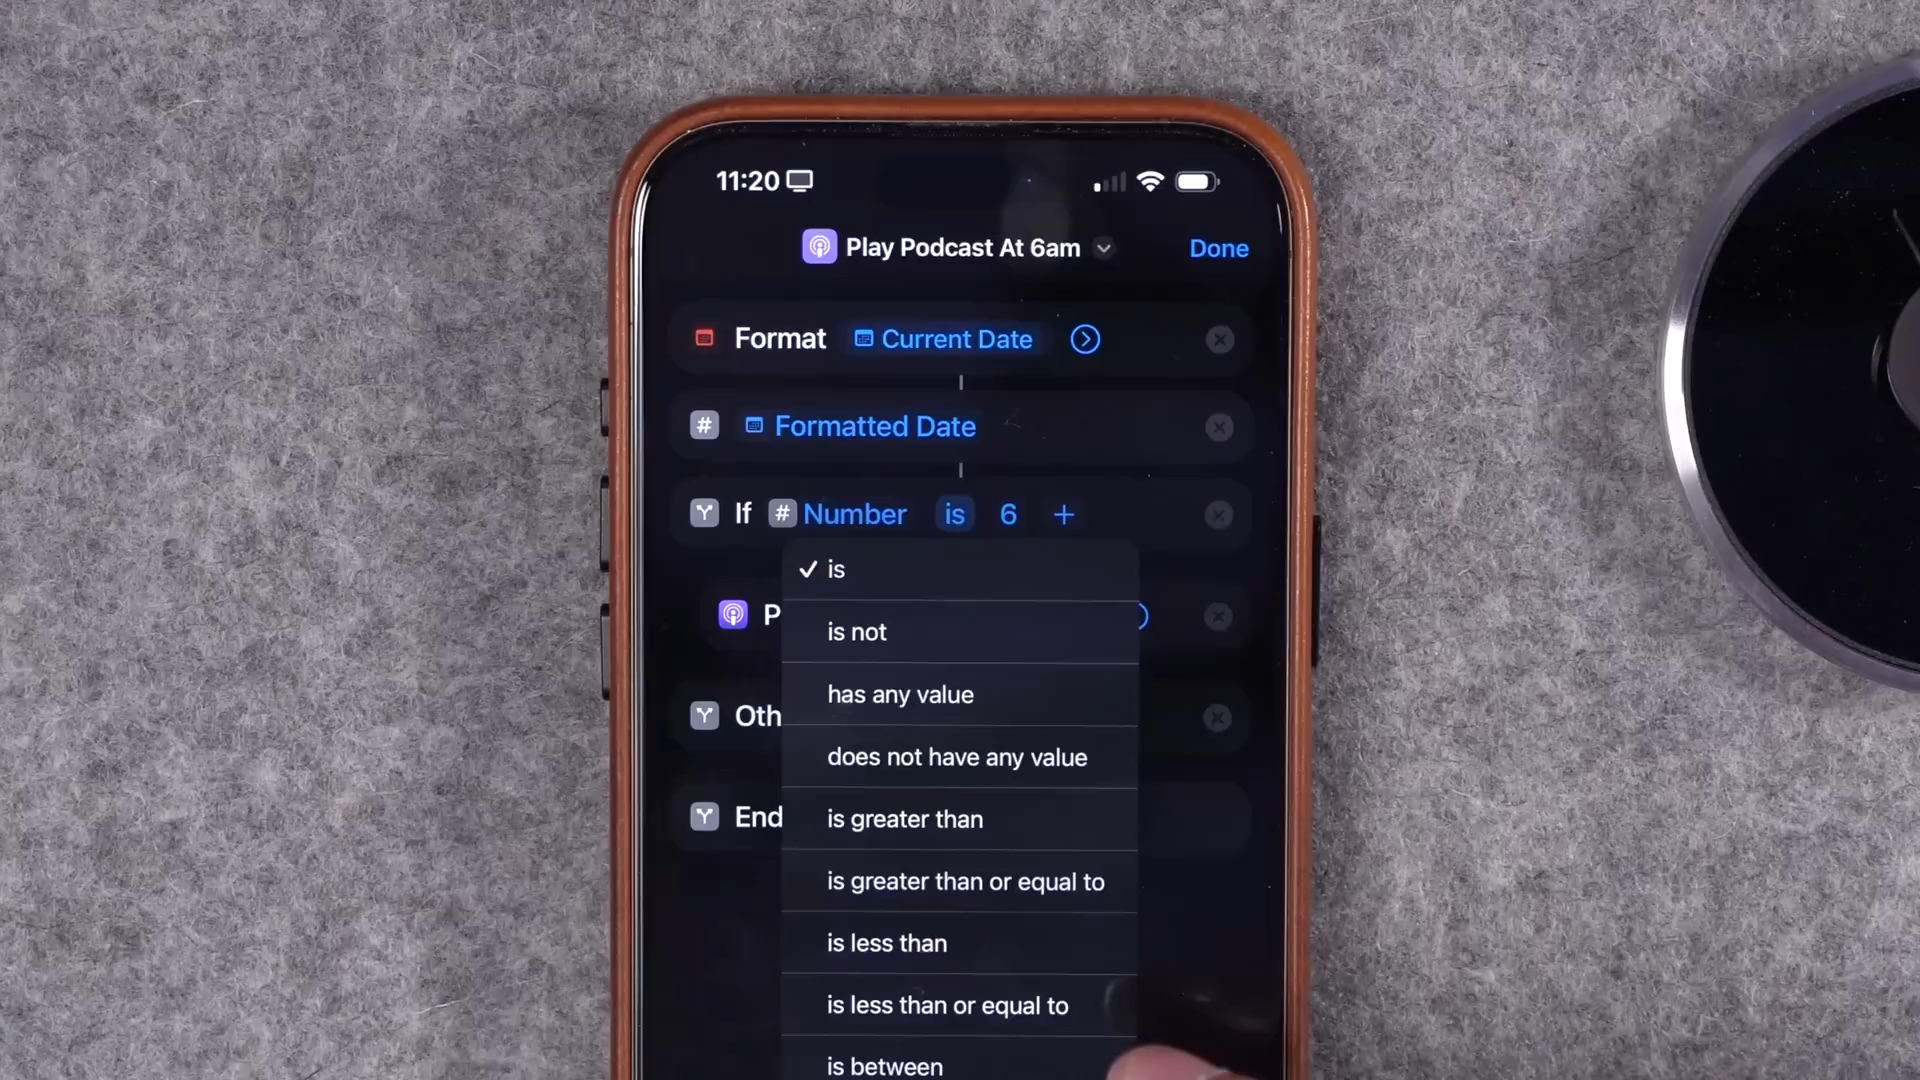 11:20
Play Podcast At 6am
Done
Format Current Date
# Formatted Date
If # Number is 6 +
is
is not
P
has any value
Oth
does not have any value
End
is greater than
is greater than or equal to
is less than
is less than or equal to
is between